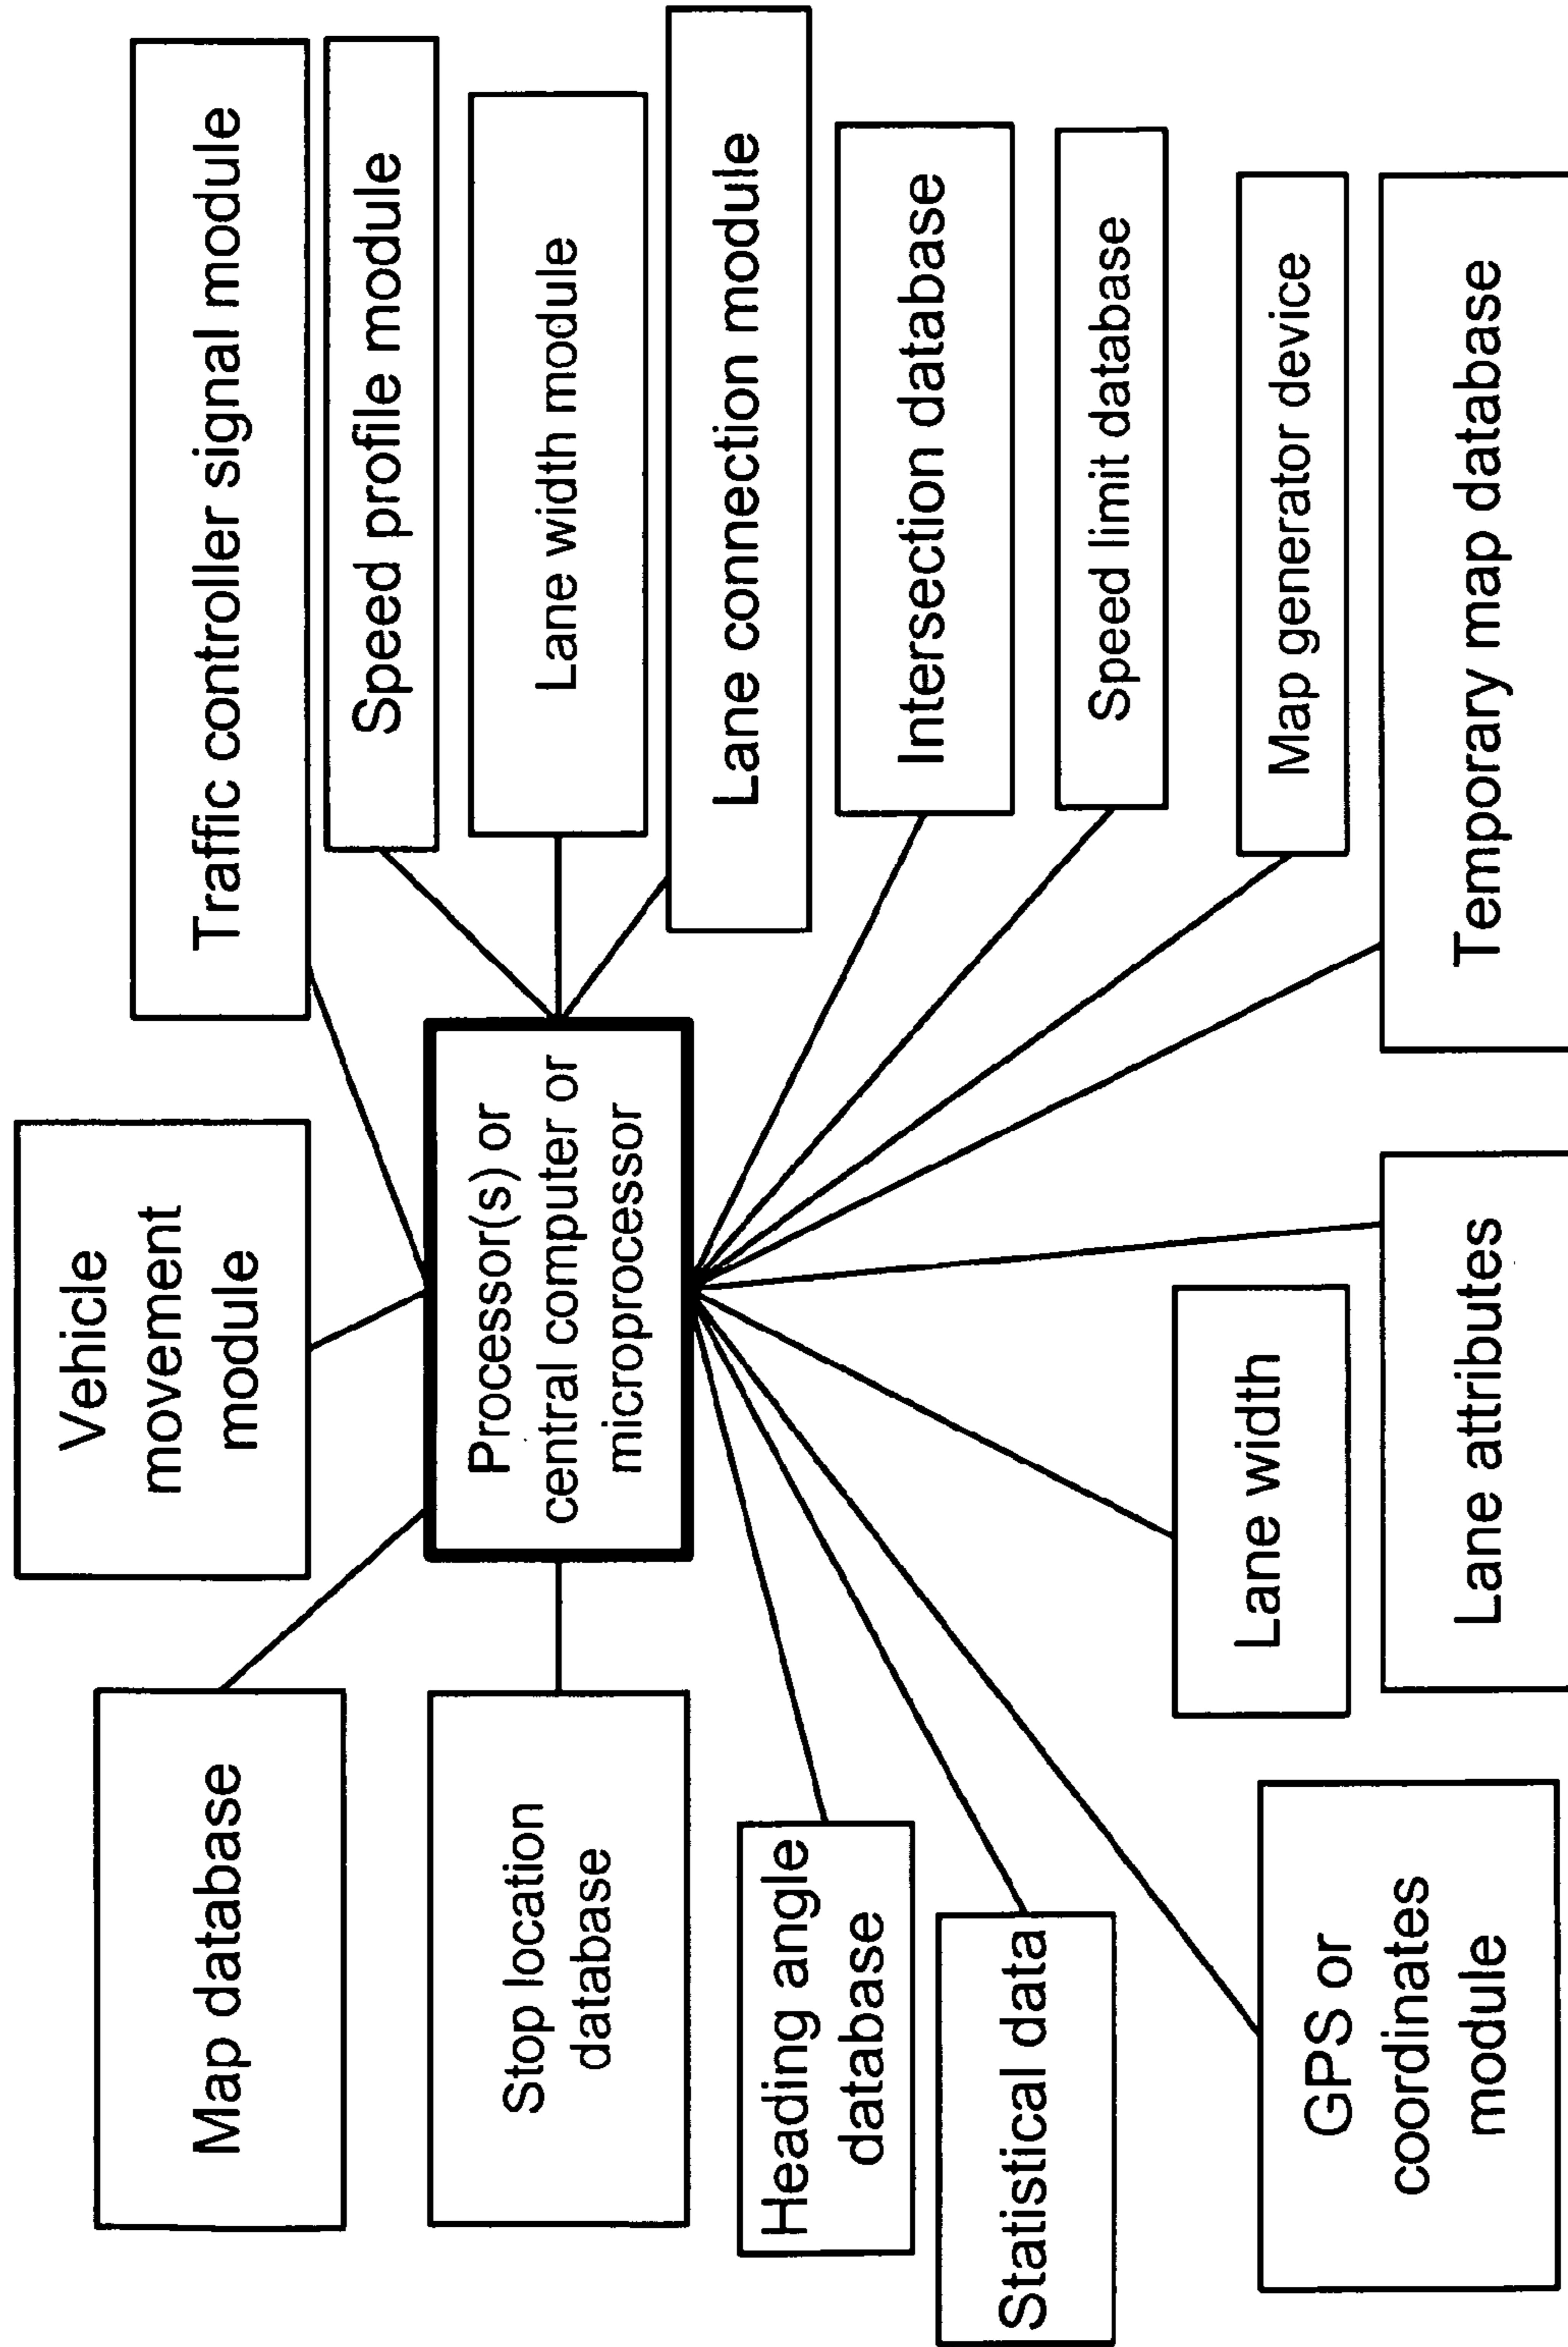 Vehicle
movement
module
Map database
Traffic controller signal module
Speed profile module
Stop location
database
Processor(s) or
central computer or
microprocessor
Lane width module
Lane connection module
Heading angle
database
Intersection database
Statistical data
Speed limit database
Lane width
Map generator device
GPS or
coordinates
module
Lane attributes
Temporary map database